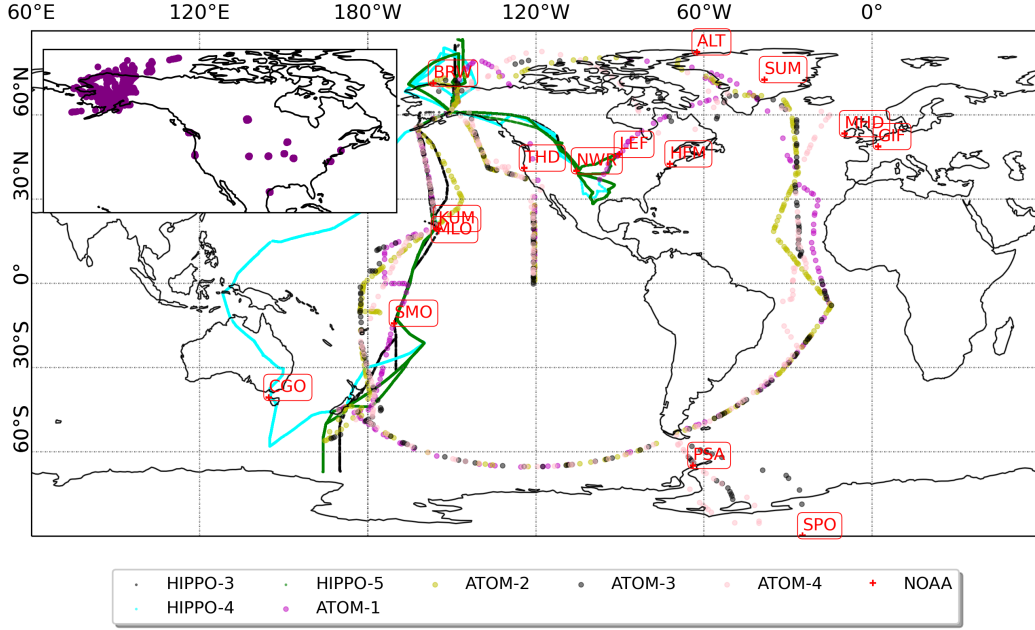 60°E 120°E 180°W 120°W 60°W 0°
60°N
30°N
0°
30°S
60°S
ALT
SUM
BRW
MHD
GIF
LEF
HFM
NWR
KUM
MLO
SMO
CGO
PSA
SPO
HIPPO-3 HIPPO-5 ATOM-2 ATOM-3 ATOM-4 NOAA
HIPPO-4 ATOM-1